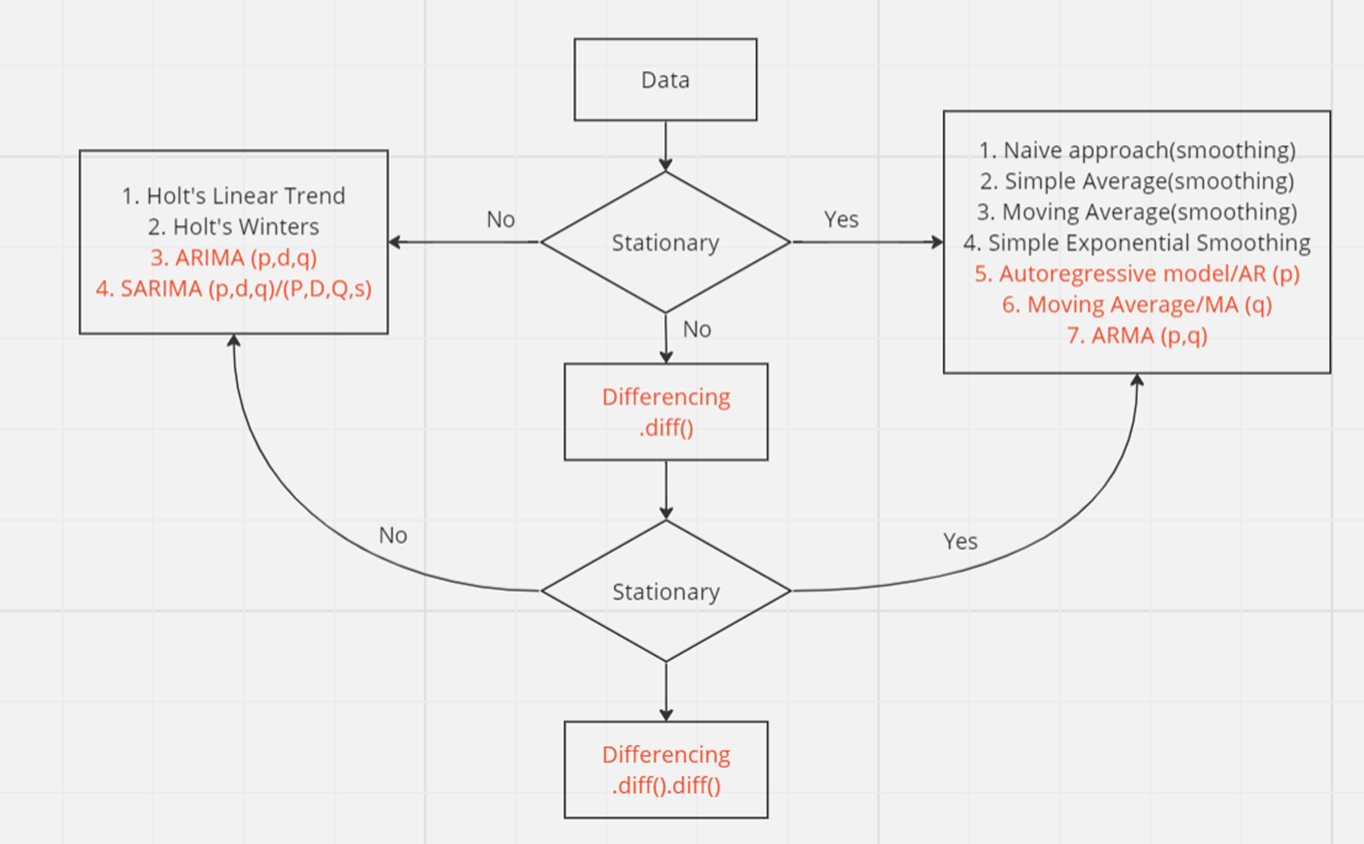 Data
1. Holt's Linear Trend
2. Holt's Winters
3. ARIMA (p,d,q)
4. SARIMA (p,d,q)/(P,D,Q,s)
No
Stationary
Yes
1. Naive approach(smoothing)
2. Simple Average(smoothing)
3. Moving Average(smoothing)
4. Simple Exponential Smoothing
5. Autoregressive model/AR (p)
6. Moving Average/MA (q)
7. ARMA (p,q)
No
Differencing
.diff()
No
Stationary
Yes
Differencing
.diff().diff()